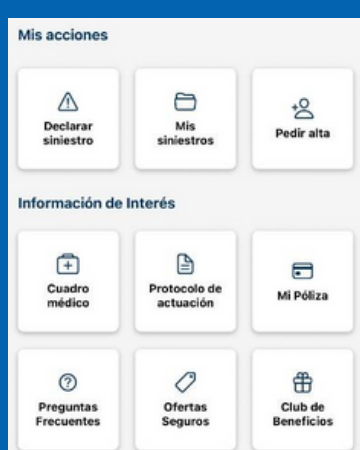 Mis acciones
Declarar
siniestro
Mis
siniestros
Pedir alta
Información de Interés
Cuadro
médico
Protocolo de
actuación
Mi Póliza
Preguntas
Frecuentes
Ofertas
Seguros
Club de
Beneficios